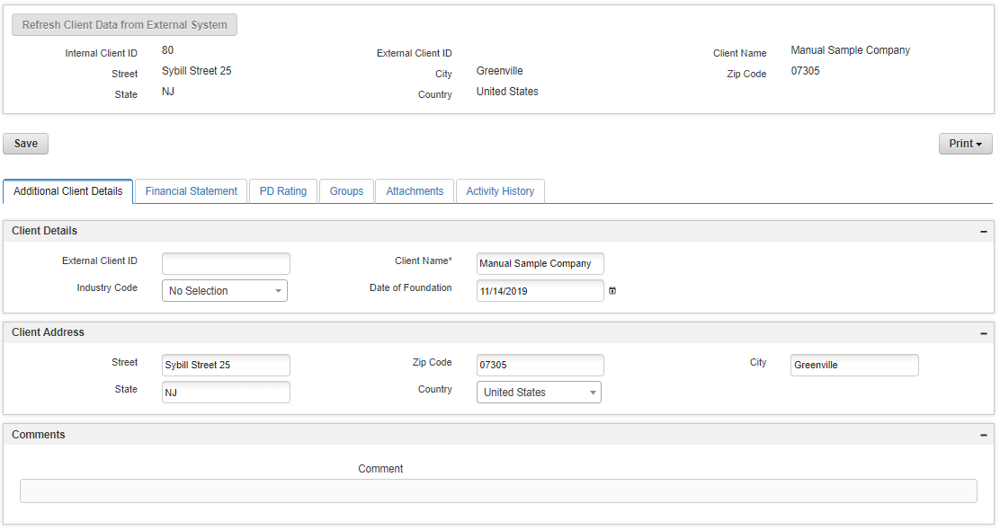 Refresh Client Data from External System
Internal Client ID 80 External Client ID Client Name Manual Sample Company
Street Sybill Street 25 City Greenville Zip Code 07305
State NJ Country United States
Save Print
Additional Client Details Financial Statement PD Rating Groups Attachments Activity History
Client Details
External Client ID Client Name* Manual Sample Company
Industry Code No Selection Date of Foundation 11/14/2019
Client Address
Street Sybill Street 25 Zip Code 07305 City Greenville
State NJ Country United States
Comments
Comment